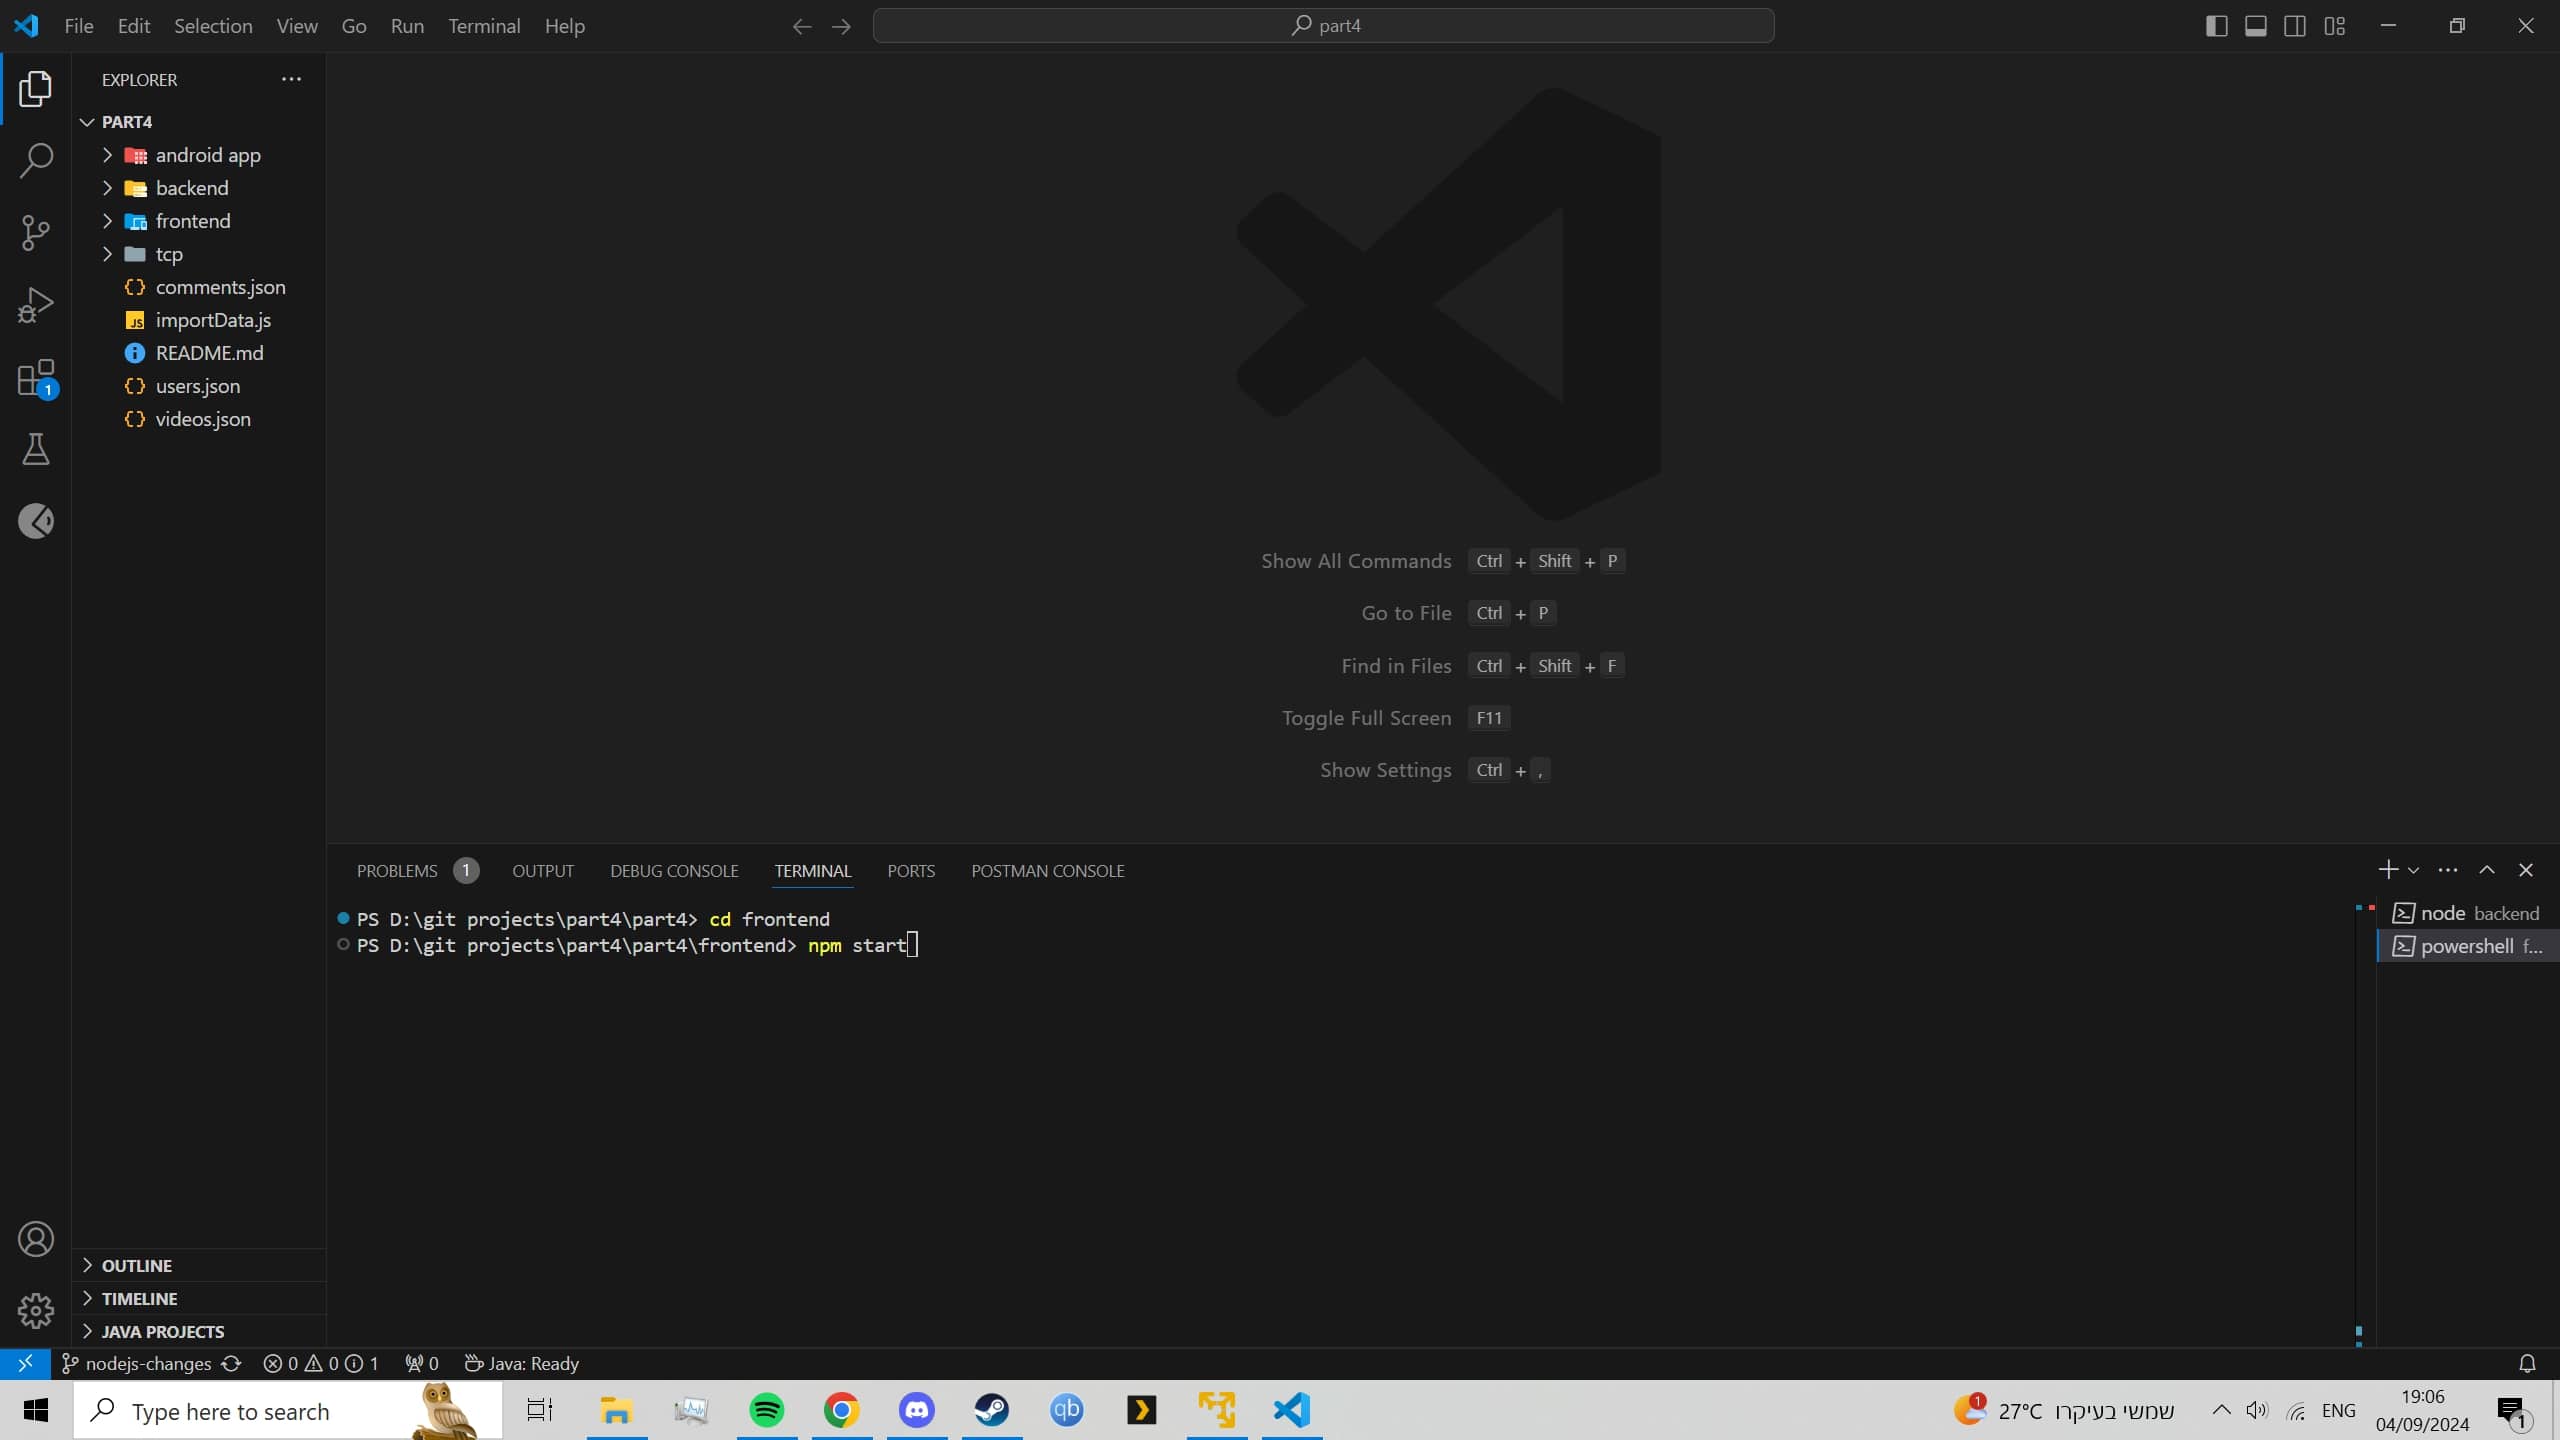 File Edit Selection View Go Run Terminal Help
part4
EXPLORER
PART4
android app
backend
frontend
tcp
comments.json
JS importData.js
README.md
users.json
videos.json
1
Show All Commands Ctrl + Shift + P
Go to File Ctrl + P
Find in Files Ctrl + Shift + F
Toggle Full Screen F11
Show Settings Ctrl + ,
PROBLEMS 1 OUTPUT DEBUG CONSOLE TERMINAL PORTS POSTMAN CONSOLE
PS D:\git projects\part4\part4> cd frontend
PS D:\git projects\part4\part4\frontend> npm start
node backend
powershell f...
OUTLINE
TIMELINE
JAVA PROJECTS
nodejs-changes 0 0 1 0 Java: Ready
Type here to search
qb
1 27°C שמשי בעיקרו ENG
19:06
04/09/2024
1